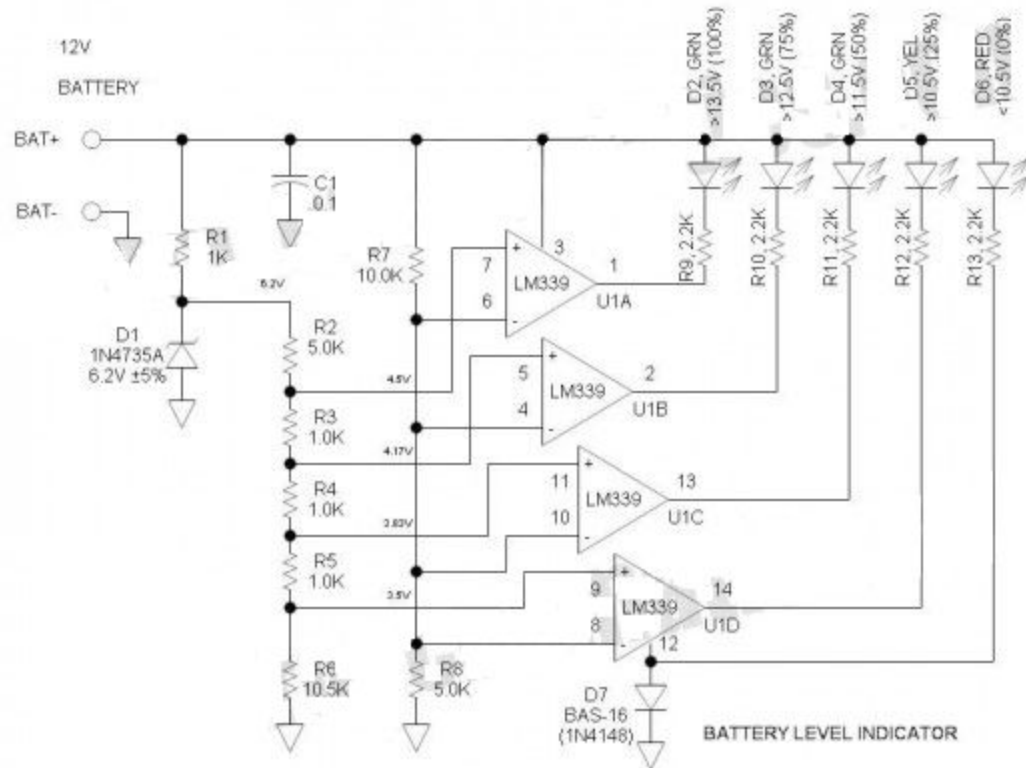 12V
BATTERY
BAT+
BAT-
D2, GRN
>13.5V (100%)
D3, GRN
>12.5V (75%)
D4, GRN
>11.5V (50%)
D5, YEL
>10.5V (25%)
D6, RED
<10.5V (0%)
C1
0.1
R1
1K
R7
10.0K
6.2V
D1
1N4735A
6.2V ±5%
R2
5.0K
4.5V
R3
1.0K
4.17V
R4
1.0K
3.83V
R5
1.0K
3.5V
R6
10.5K
R8
5.0K
+
3
7
1
LM339
6
-
U1A
R9, 2.2K
R10, 2.2K
R11, 2.2K
R12, 2.2K
R13, 2.2K
+
5
2
LM339
4
-
U1B
+
11
13
LM339
10
-
U1C
+
9
14
LM339
8
-
U1D
12
D7
BAS-16
(1N4148)
BATTERY LEVEL INDICATOR